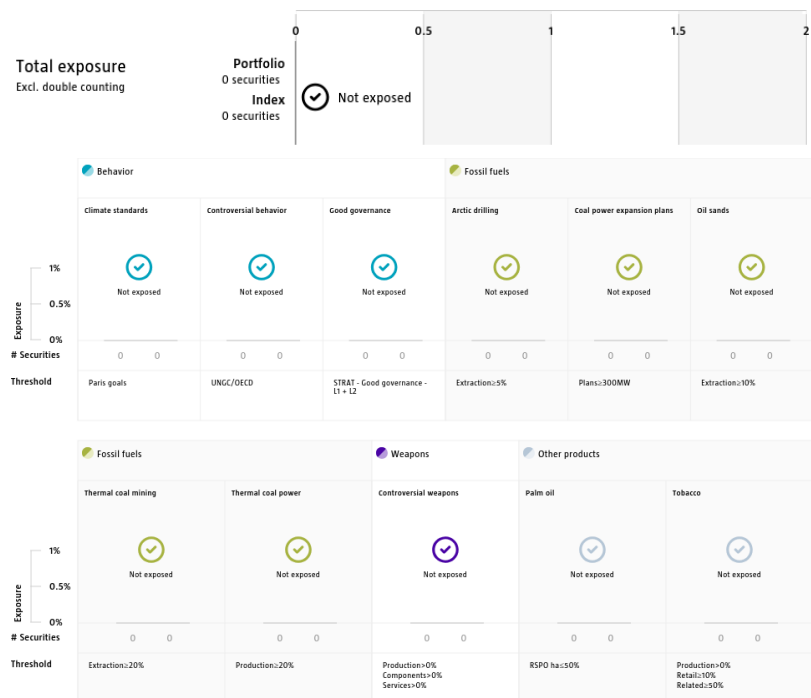 0 0.5 1 1.5 2
Total exposure
Excl. double counting
Portfolio
0 securities
Index
0 securities
Not exposed
Behavior
Fossil fuels
Climate standards Controversial behavior Good governance Arctic drilling Coal power expansion plans Oil sands
Exposure
1%
0.5%
0%
Not exposed Not exposed Not exposed Not exposed Not exposed Not exposed
# Securities 0 0 0 0 0 0 0 0 0 0 0 0
Threshold
Paris goals
UNGC/OECD
STRAT - Good governance -
L1 + L2
Extraction≥5%
Plans≥300MW
Extraction≥10%
Fossil fuels
Weapons
Other products
Thermal coal mining Thermal coal power Controversial weapons Palm oil Tobacco
Exposure
1%
0.5%
0%
Not exposed Not exposed Not exposed Not exposed Not exposed
# Securities 0 0 0 0 0 0 0 0 0 0
Threshold
Extraction≥20%
Production≥20%
Production>0%
Components>0%
Services>0%
RSPO ha≤50%
Production>0%
Retail≥10%
Related≥50%